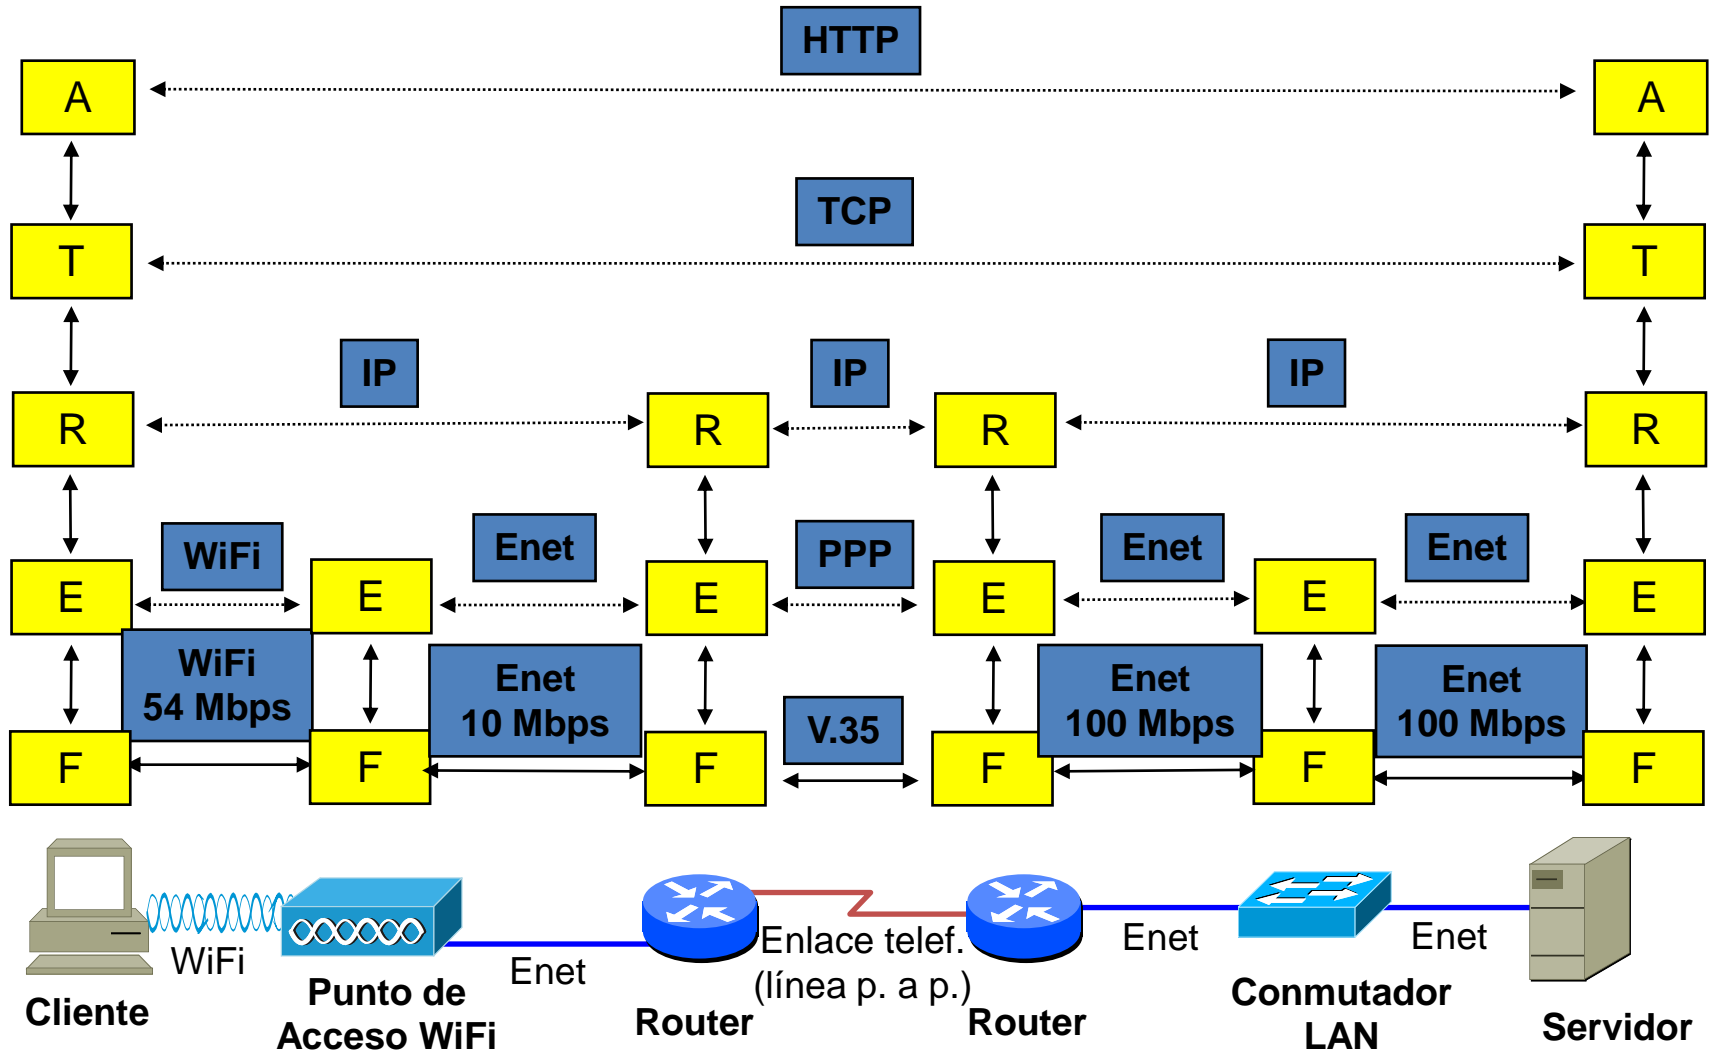 HTTP
A
A
TCP
T
T
IP
IP
IP
R
R
R
R
WiFi
Enet
PPP
Enet
Enet
E
E
E
E
E
E
WiFi
54 Mbps
Enet
10 Mbps
V.35
Enet
100 Mbps
Enet
100 Mbps
F
F
F
F
F
F
WiFi
Enet
Enlace telef.
(línea p. a p.)
Enet
Enet
Cliente
Punto de
Acceso WiFi
Router
Router
Conmutador
LAN
Servidor